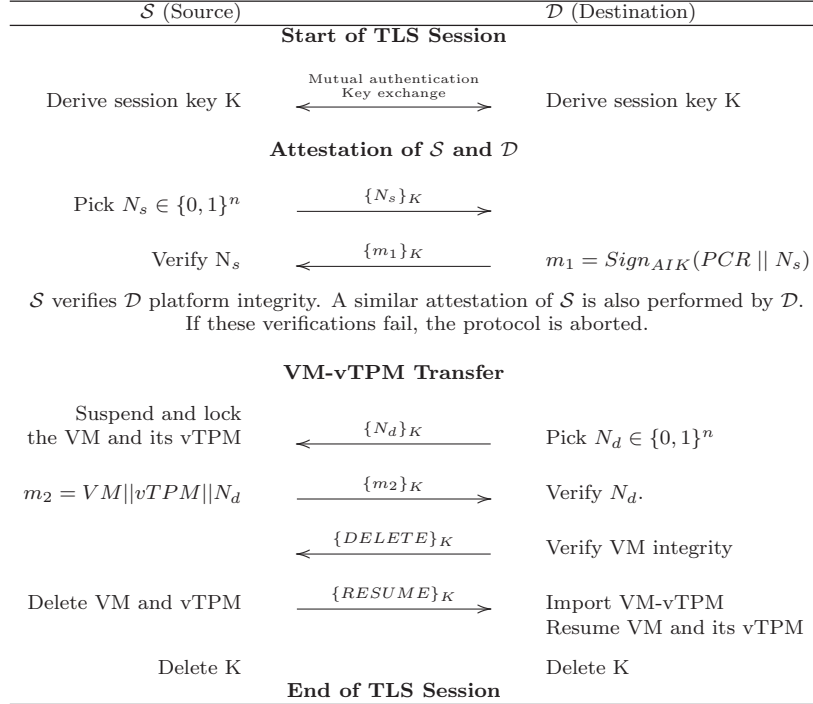 S (Source) D (Destination)
Start of TLS Session
Mutual authentication
Derive session key K Key exchange Derive session key K
Attestation of S and D
Pick N_s ∈ {0, 1}^n {N_s}_K
Verify N_s {m_1}_K m_1 = Sign_{AIK}(PCR || N_s)
S verifies D platform integrity. A similar attestation of S is also performed by D.
If these verifications fail, the protocol is aborted.
VM-vTPM Transfer
Suspend and lock
the VM and its vTPM {N_d}_K Pick N_d ∈ {0, 1}^n
m_2 = VM||vTPM||N_d {m_2}_K Verify N_d.
{DELETE}_K Verify VM integrity
Delete VM and vTPM {RESUME}_K Import VM-vTPM
Resume VM and its vTPM
Delete K Delete K
End of TLS Session